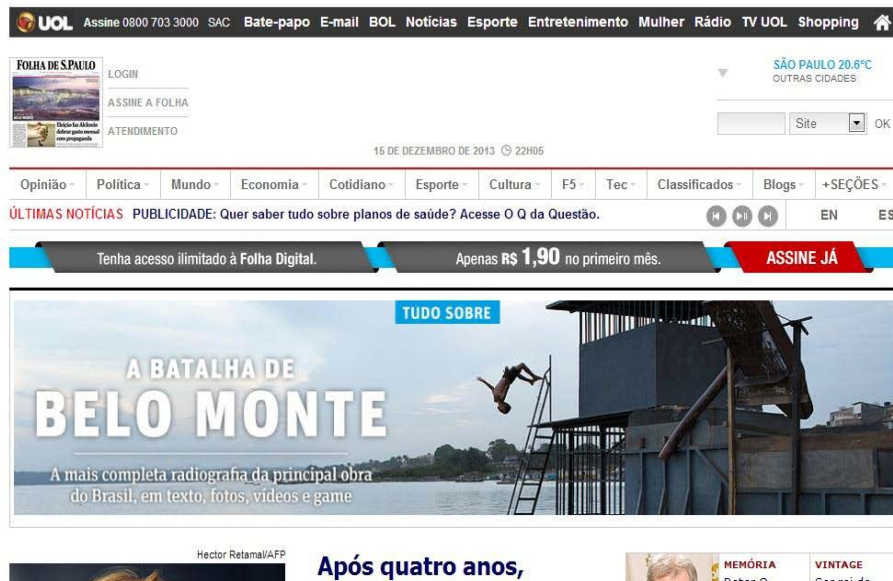 UOL Assine 0800 703 3000 SAC Bate-papo E-mail BOL Notícias Esporte Entretenimento Mulher Rádio TV UOL Shopping
FOLHA DE S.PAULO
LOGIN
ASSINE A FOLHA
ATENDIMENTO
SÃO PAULO 20.6°C
OUTRAS CIDADES
Site OK
15 DE DEZEMBRO DE 2013 22H05
Opinião Política Mundo Economia Cotidiano Esporte Cultura F5 Tec Classificados Blogs +SEÇÕES
ÚLTIMAS NOTÍCIAS PUBLICIDADE: Quer saber tudo sobre planos de saúde? Acesse O Q da Questão. EN ES
Tenha acesso ilimitado à Folha Digital. Apenas R$ 1,90 no primeiro mês. ASSINE JÁ
TUDO SOBRE
A BATALHA DE
BELO MONTE
A mais completa radiografia da principal obra
do Brasil, em texto, fotos, vídeos e game
Hector Retamal/AFP
Após quatro anos,
MEMÓRIA
VINTAGE